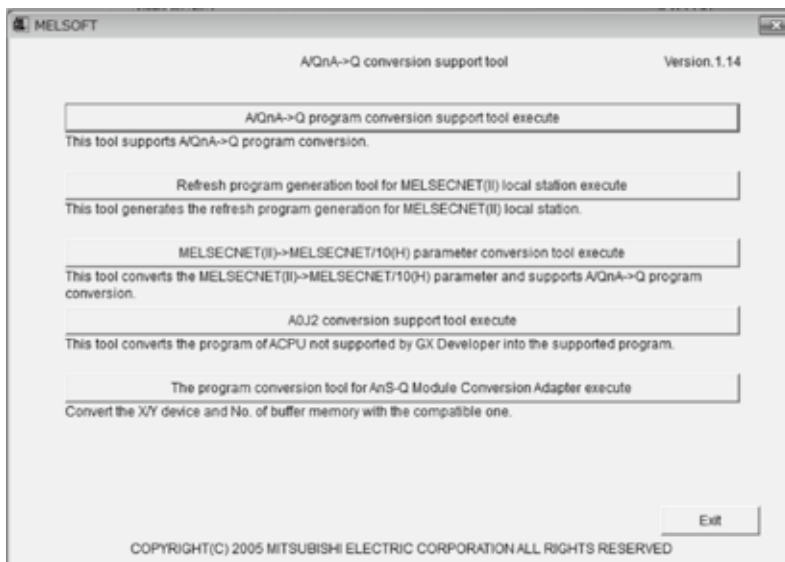 MELSOFT
A/QnA->Q conversion support tool Version.1.14
A/QnA->Q program conversion support tool execute
This tool supports A/QnA->Q program conversion.
Refresh program generation tool for MELSECNET(II) local station execute
This tool generates the refresh program generation for MELSECNET(II) local station.
MELSECNET(II)->MELSECNET/10(H) parameter conversion tool execute
This tool converts the MELSECNET(II)->MELSECNET/10(H) parameter and supports A/QnA->Q program
conversion.
A0J2 conversion support tool execute
This tool converts the program of ACPU not supported by GX Developer into the supported program.
The program conversion tool for AnS-Q Module Conversion Adapter execute
Convert the X/Y device and No. of buffer memory with the compatible one.
Exit
COPYRIGHT(C) 2005 MITSUBISHI ELECTRIC CORPORATION ALL RIGHTS RESERVED